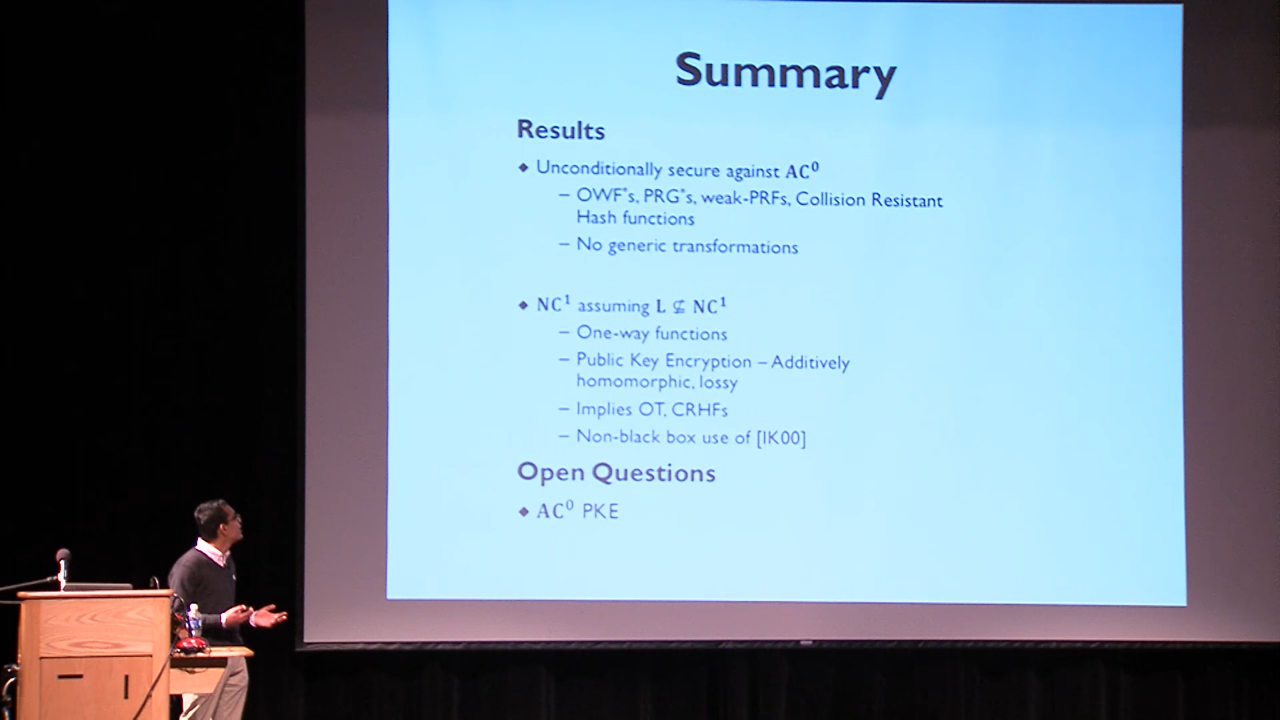 Summary
Results
❖ Unconditionally secure against AC⁰
– OWF*s, PRG*s, weak-PRFs, Collision Resistant
Hash functions
– No generic transformations
❖ NC¹ assuming L ⊈ NC¹
– One-way functions
– Public Key Encryption – Additively
homomorphic, lossy
– Implies OT, CRHFs
– Non-black box use of [IK00]
Open Questions
❖ AC⁰ PKE